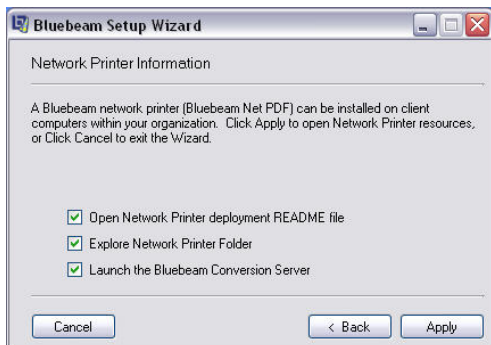 Bluebeam Setup Wizard
Network Printer Information
A Bluebeam network printer (Bluebeam Net PDF) can be installed on client
computers within your organization. Click Apply to open Network Printer resources,
or Click Cancel to exit the Wizard.
Open Network Printer deployment README file
Explore Network Printer Folder
Launch the Bluebeam Conversion Server
Cancel
< Back
Apply